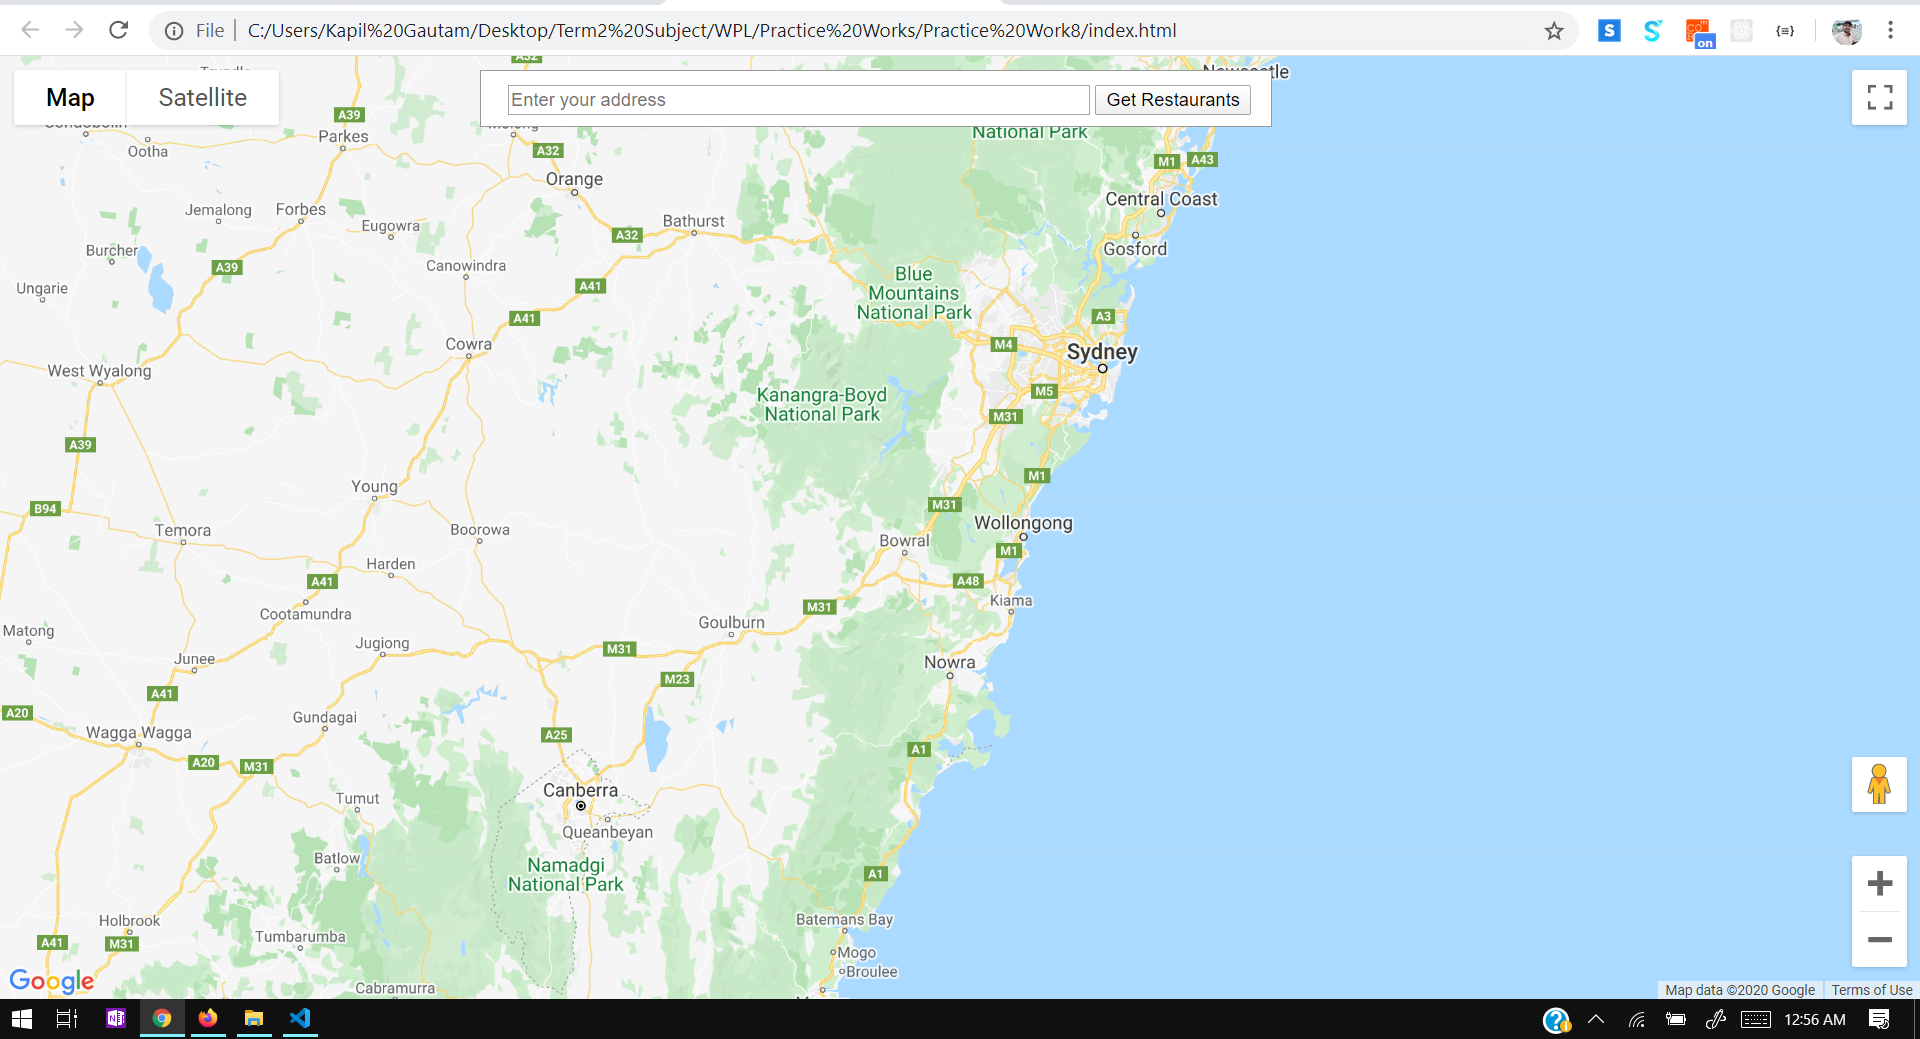 File
C:/Users/Kapil%20Gautam/Desktop/Term2%20Subject/WPL/Practice%20Works/Practice%20Work8/index.html
on
Map
Satellite
Enter your address
Get Restaurants
A32
A39
Parkes
Ootha
A32
Orange
National Park
M1
A43
Central Coast
Gosford
Jemalong
Forbes
Eugowra
Bathurst
A32
Burcher
A39
Canowindra
A41
Ungarie
A41
Blue
Mountains
National Park
A3
Cowra
M4
Sydney
West Wyalong
M5
Kanangra-Boyd
National Park
M31
A39
M1
Young
B94
M31
Temora
Boorowa
Wollongong
Bowral
M1
Harden
A41
A48
Cootamundra
M31
Kiama
Matong
Goulburn
Jugiong
M31
Junee
Nowra
M23
A41
A20
Gundagai
Wagga Wagga
A25
A1
A20
M31
Canberra
Tumut
Queanbeyan
Batlow
Namadgi
National Park
A1
Holbrook
Batemans Bay
A41
M31
Tumbarumba
Mogo
Broulee
Cabramurra
Google
Map data ©2020 Google
Terms of Use
12:56 AM